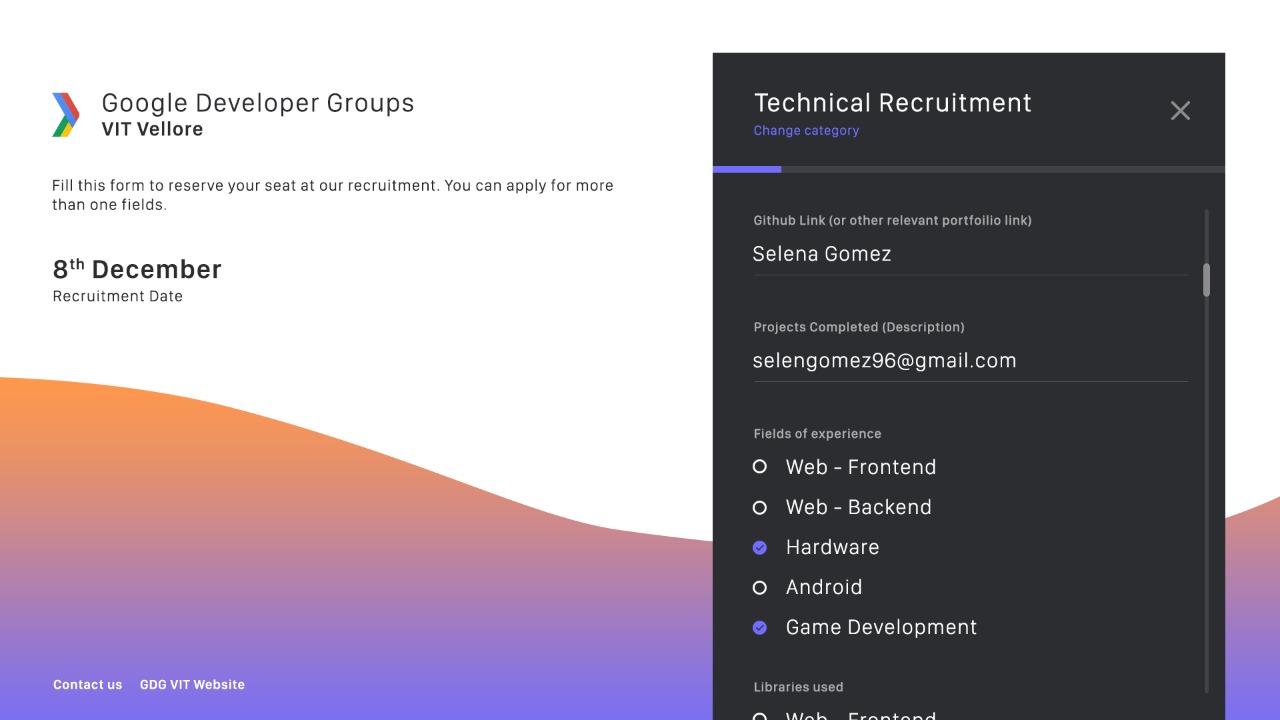 Google Developer Groups
VIT Vellore
Fill this form to reserve your seat at our recruitment. You can apply for more
than one fields.
8th December
Recruitment Date
Contact us GDG VIT Website
Technical Recruitment
Change category
Github Link (or other relevant portfoilio link)
Selena Gomez
Projects Completed (Description)
selengomez96@gmail.com
Fields of experience
Web - Frontend
Web - Backend
Hardware
Android
Game Development
Libraries used
Web - Frontend